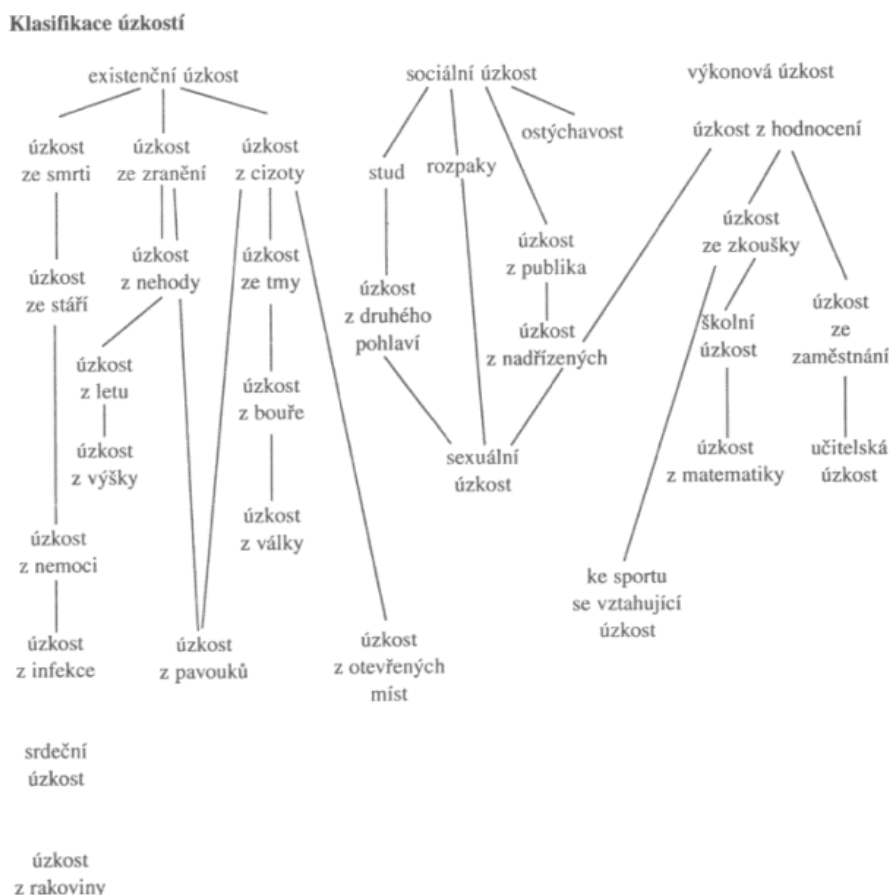 Klasifikace úzkostí
existenční úzkost
sociální úzkost
výkonová úzkost
úzkost
ze smrti
úzkost
ze zranění
úzkost
z cizoty
stud
rozpaky
ostýchavost
úzkost z hodnocení
úzkost
ze stáří
úzkost
z nehody
úzkost
ze tmy
úzkost
z druhého
pohlaví
úzkost
z publika
úzkost
ze zkoušky
úzkost
z letu
úzkost
z bouře
úzkost
z nadřízených
školní
úzkost
úzkost
ze
zaměstnání
úzkost
z výšky
úzkost
z války
sexuální
úzkost
úzkost
z matematiky
učitelská
úzkost
úzkost
z nemoci
ke sportu
se vztahující
úzkost
úzkost
z infekce
úzkost
z pavouků
úzkost
z otevřených
míst
srdeční
úzkost
úzkost
z rakoviny